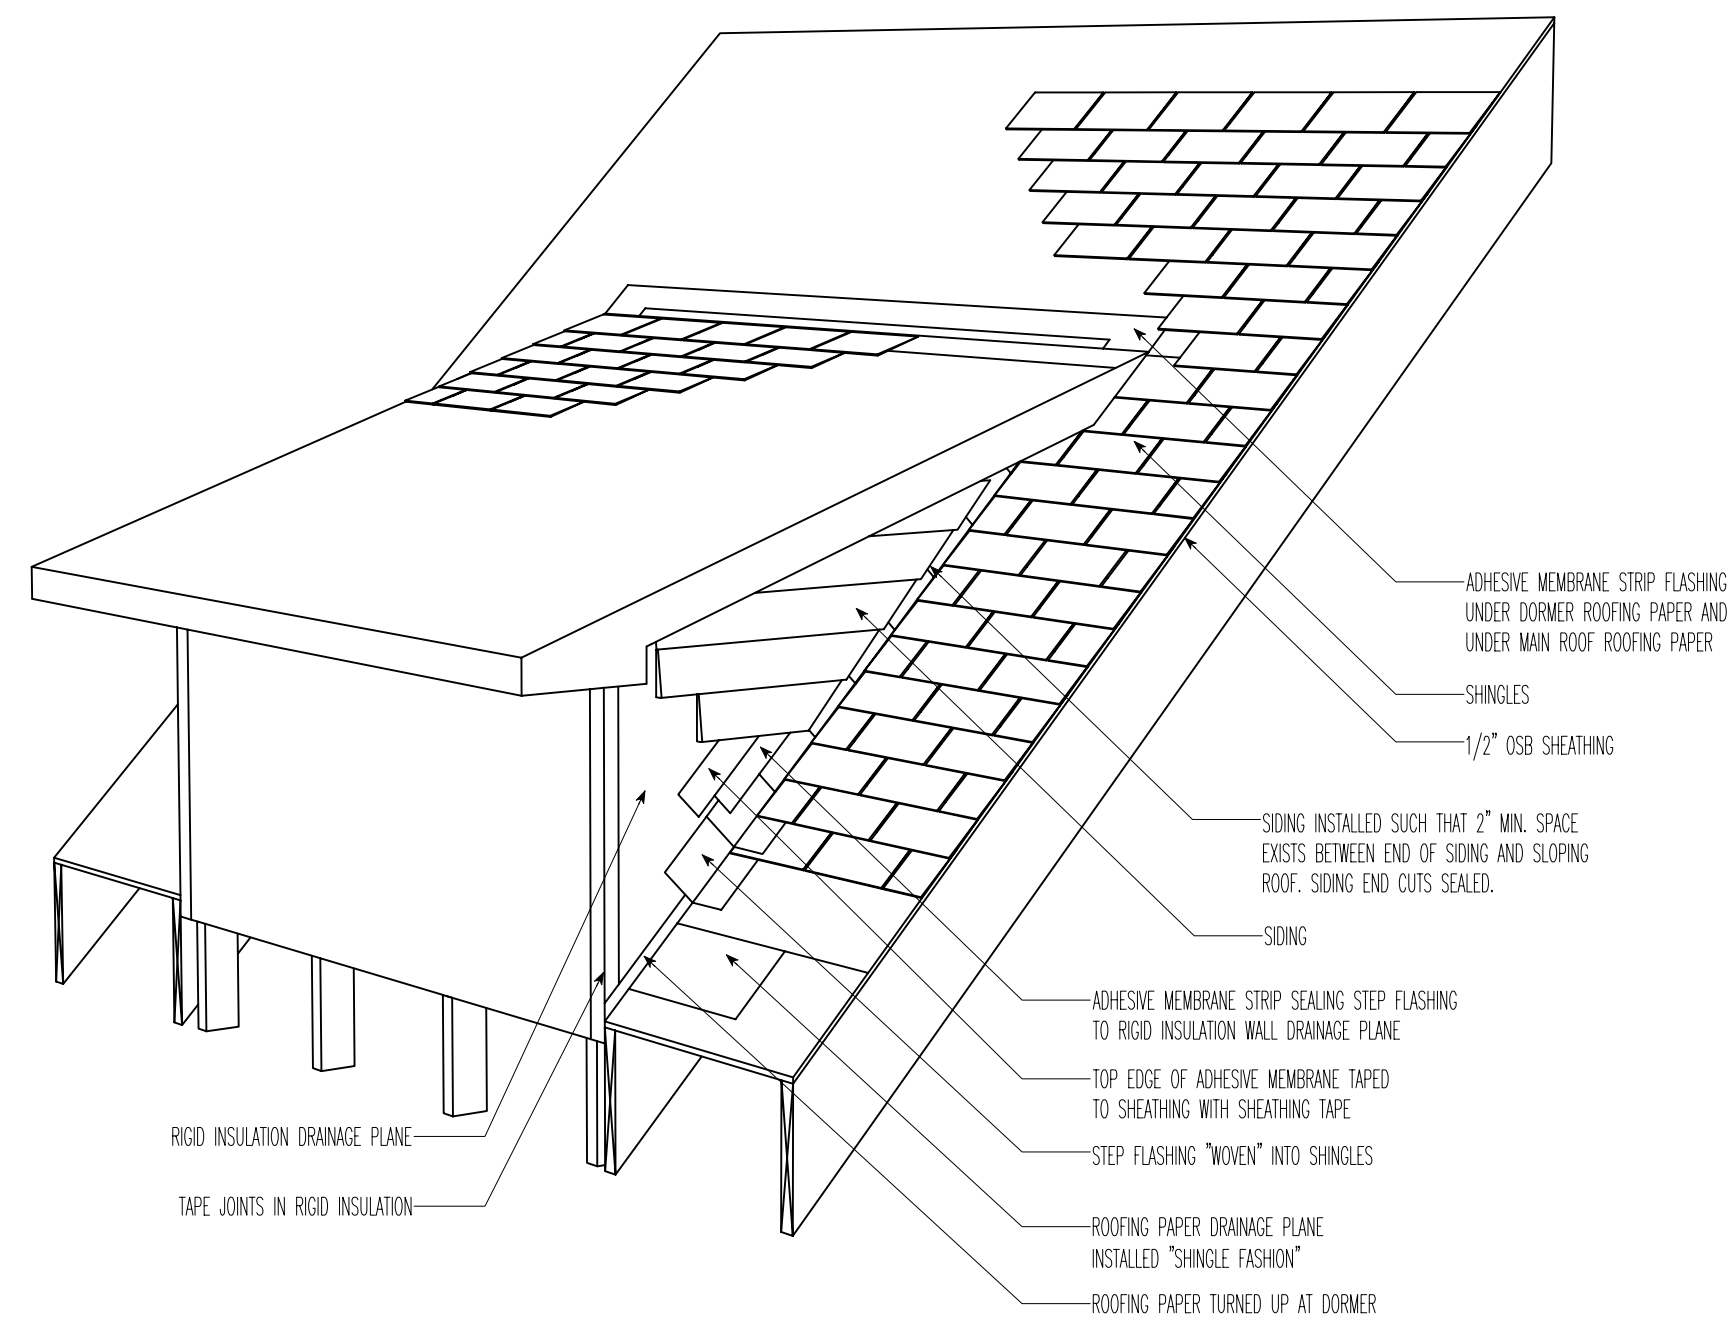 ADHESIVE MEMBRANE STRIP FLASHING
UNDER DORMER ROOFING PAPER AND
UNDER MAIN ROOF ROOFING PAPER
SHINGLES
1/2" OSB SHEATHING
SIDING INSTALLED SUCH THAT 2" MIN. SPACE
EXISTS BETWEEN END OF SIDING AND SLOPING
ROOF. SIDING END CUTS SEALED.
SIDING
ADHESIVE MEMBRANE STRIP SEALING STEP FLASHING
TO RIGID INSULATION WALL DRAINAGE PLANE
TOP EDGE OF ADHESIVE MEMBRANE TAPED
TO SHEATHING WITH SHEATHING TAPE
STEP FLASHING "WOVEN" INTO SHINGLES
ROOFING PAPER DRAINAGE PLANE
INSTALLED "SHINGLE FASHION"
ROOFING PAPER TURNED UP AT DORMER
RIGID INSULATION DRAINAGE PLANE
TAPE JOINTS IN RIGID INSULATION